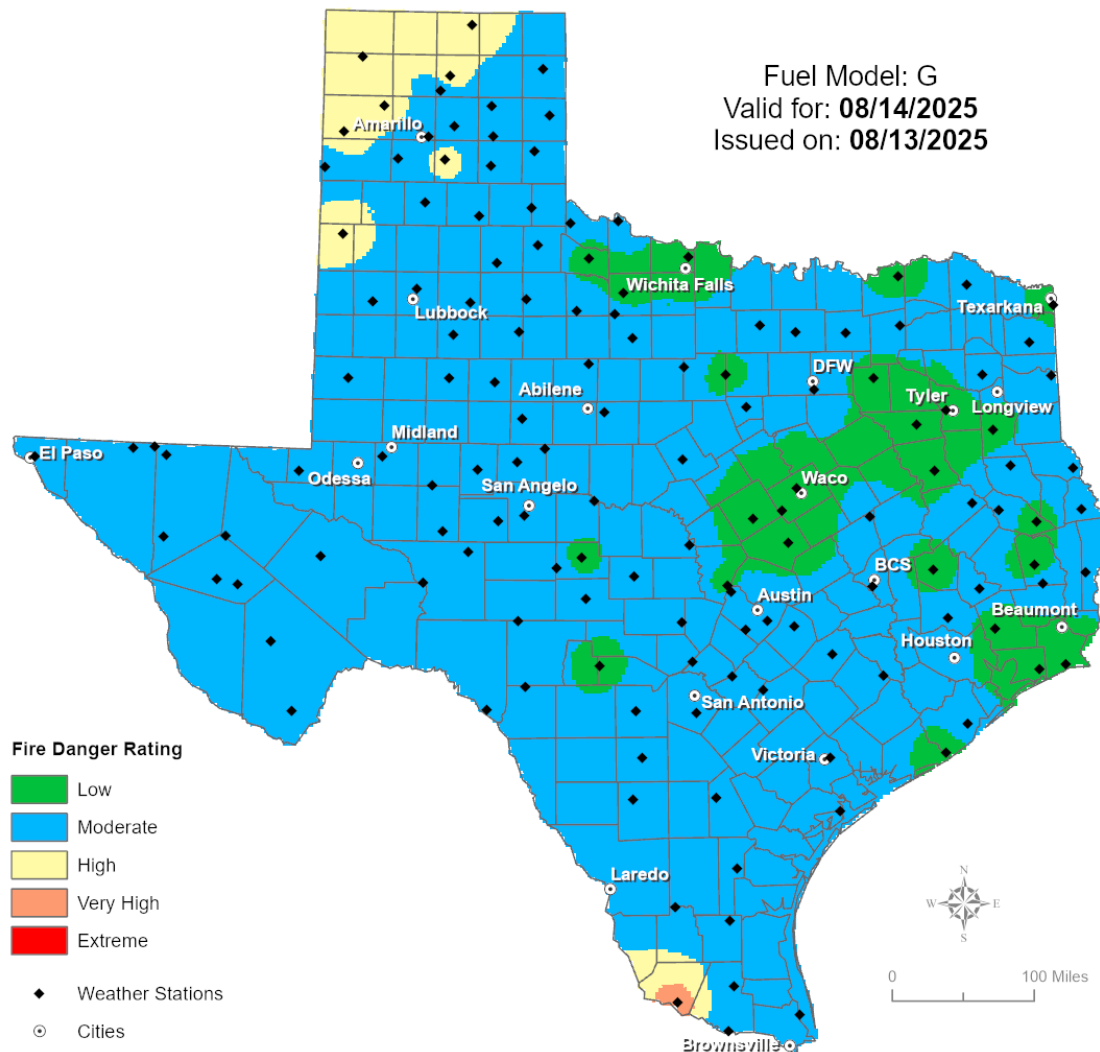 Fuel Model: G
Valid for: 08/14/2025
Issued on: 08/13/2025
Amarillo
Wichita Falls
Texarkana
Lubbock
DFW
Abilene
Tyler
Longview
Midland
El Paso
Odessa
San Angelo
Waco
BCS
Austin
Beaumont
Houston
San Antonio
Victoria
Laredo
Brownsville
Fire Danger Rating
Low
Moderate
High
Very High
Extreme
Weather Stations
Cities
N
W E
S
0 100 Miles